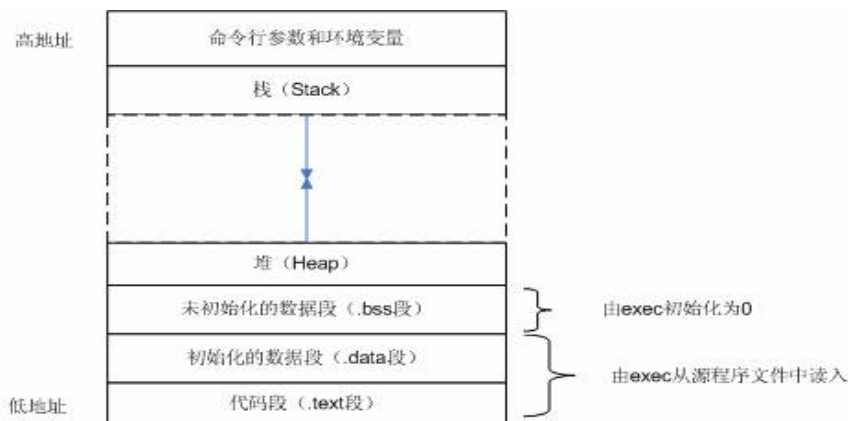 高地址
命令行参数和环境变量
栈（Stack）
堆（Heap）
未初始化的数据段（.bss段）
由exec初始化为0
初始化的数据段（.data段）
由exec从源程序文件中读入
低地址
代码段（.text段）